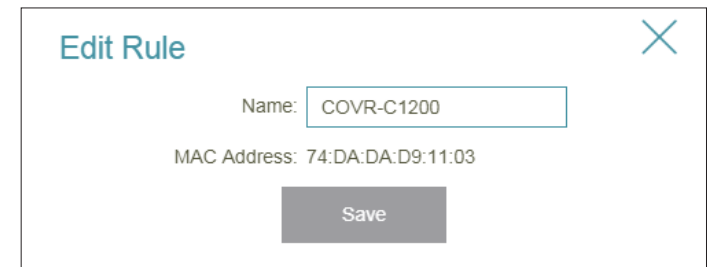 Edit Rule
Name: COVR-C1200
MAC Address: 74:DA:DA:D9:11:03
Save